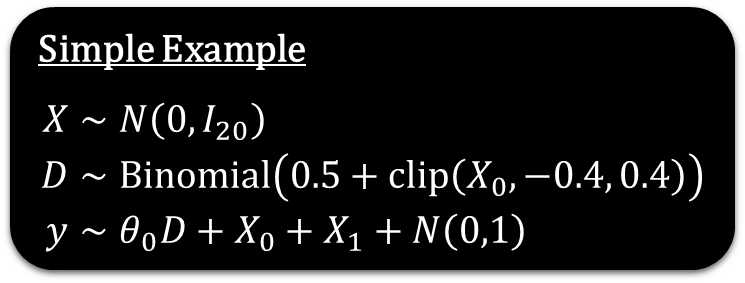 Simple Example
X ~ N(0, I₂₀)
D ~ Binomial(0.5 + clip(X₀, −0.4, 0.4))
y ~ θ₀D + X₀ + X₁ + N(0,1)